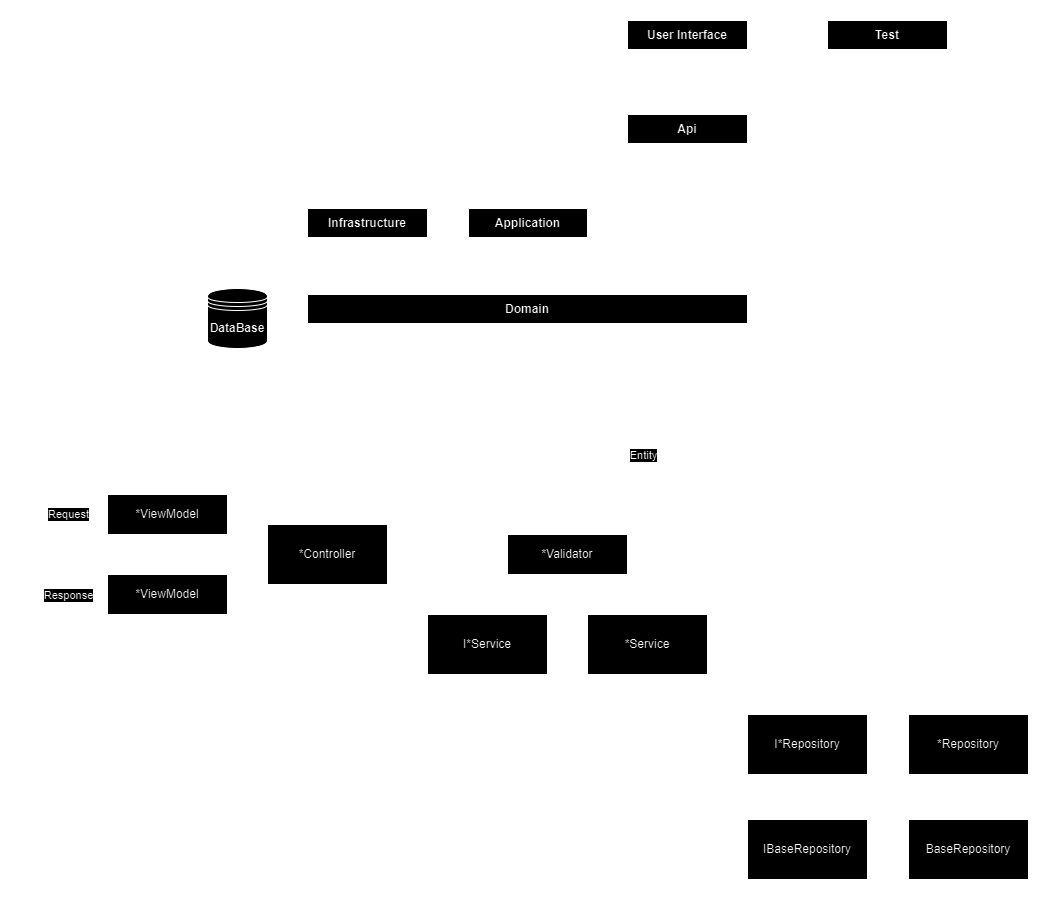 User Interface
Test
Api
Infrastructure
Application
DataBase
Domain
Entity
Request
*ViewModel
*Controller
*Validator
Response
*ViewModel
I*Service
*Service
I*Repository
*Repository
IBaseRepository
BaseRepository